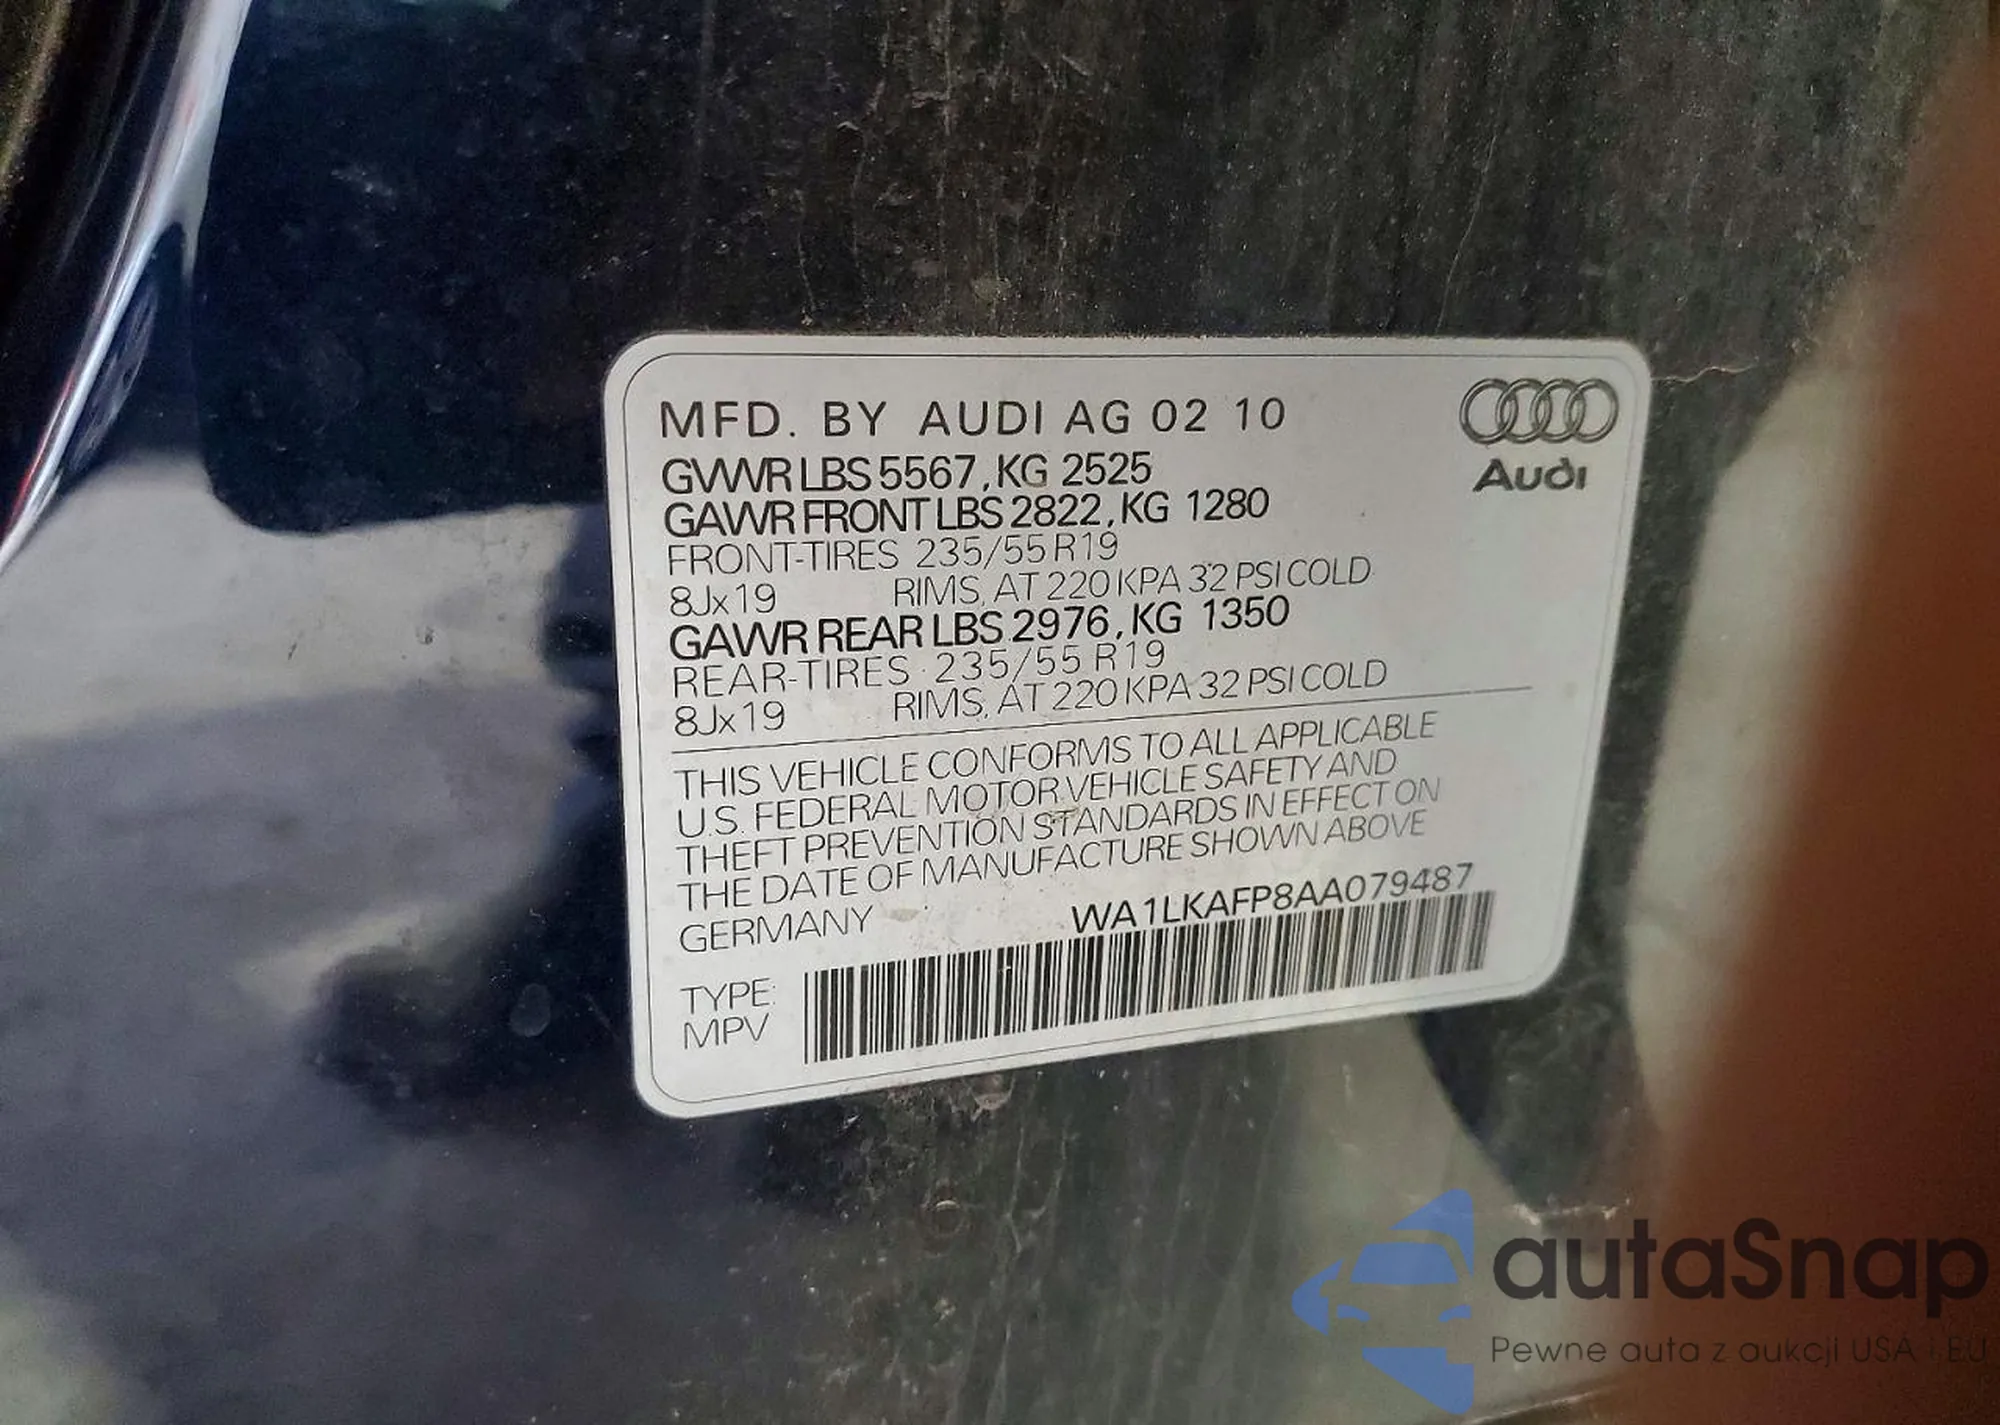 MFD. BY AUDI AG 02 10
Audi
GVWR LBS 5567, KG 2525
GAWR FRONT LBS 2822, KG 1280
FRONT-TIRES 235/55 R19
8Jx19 RIMS, AT 220 KPA 32 PSI COLD
GAWR REAR LBS 2976, KG 1350
REAR-TIRES 235/55 R19
8Jx19 RIMS, AT 220 KPA 32 PSI COLD
THIS VEHICLE CONFORMS TO ALL APPLICABLE
U.S. FEDERAL MOTOR VEHICLE SAFETY AND
THEFT PREVENTION STANDARDS IN EFFECT ON
THE DATE OF MANUFACTURE SHOWN ABOVE
GERMANY WA1LKAFP8AA079487
TYPE:
MPV
autaSnap
Pewne auta z aukcji USA i EU